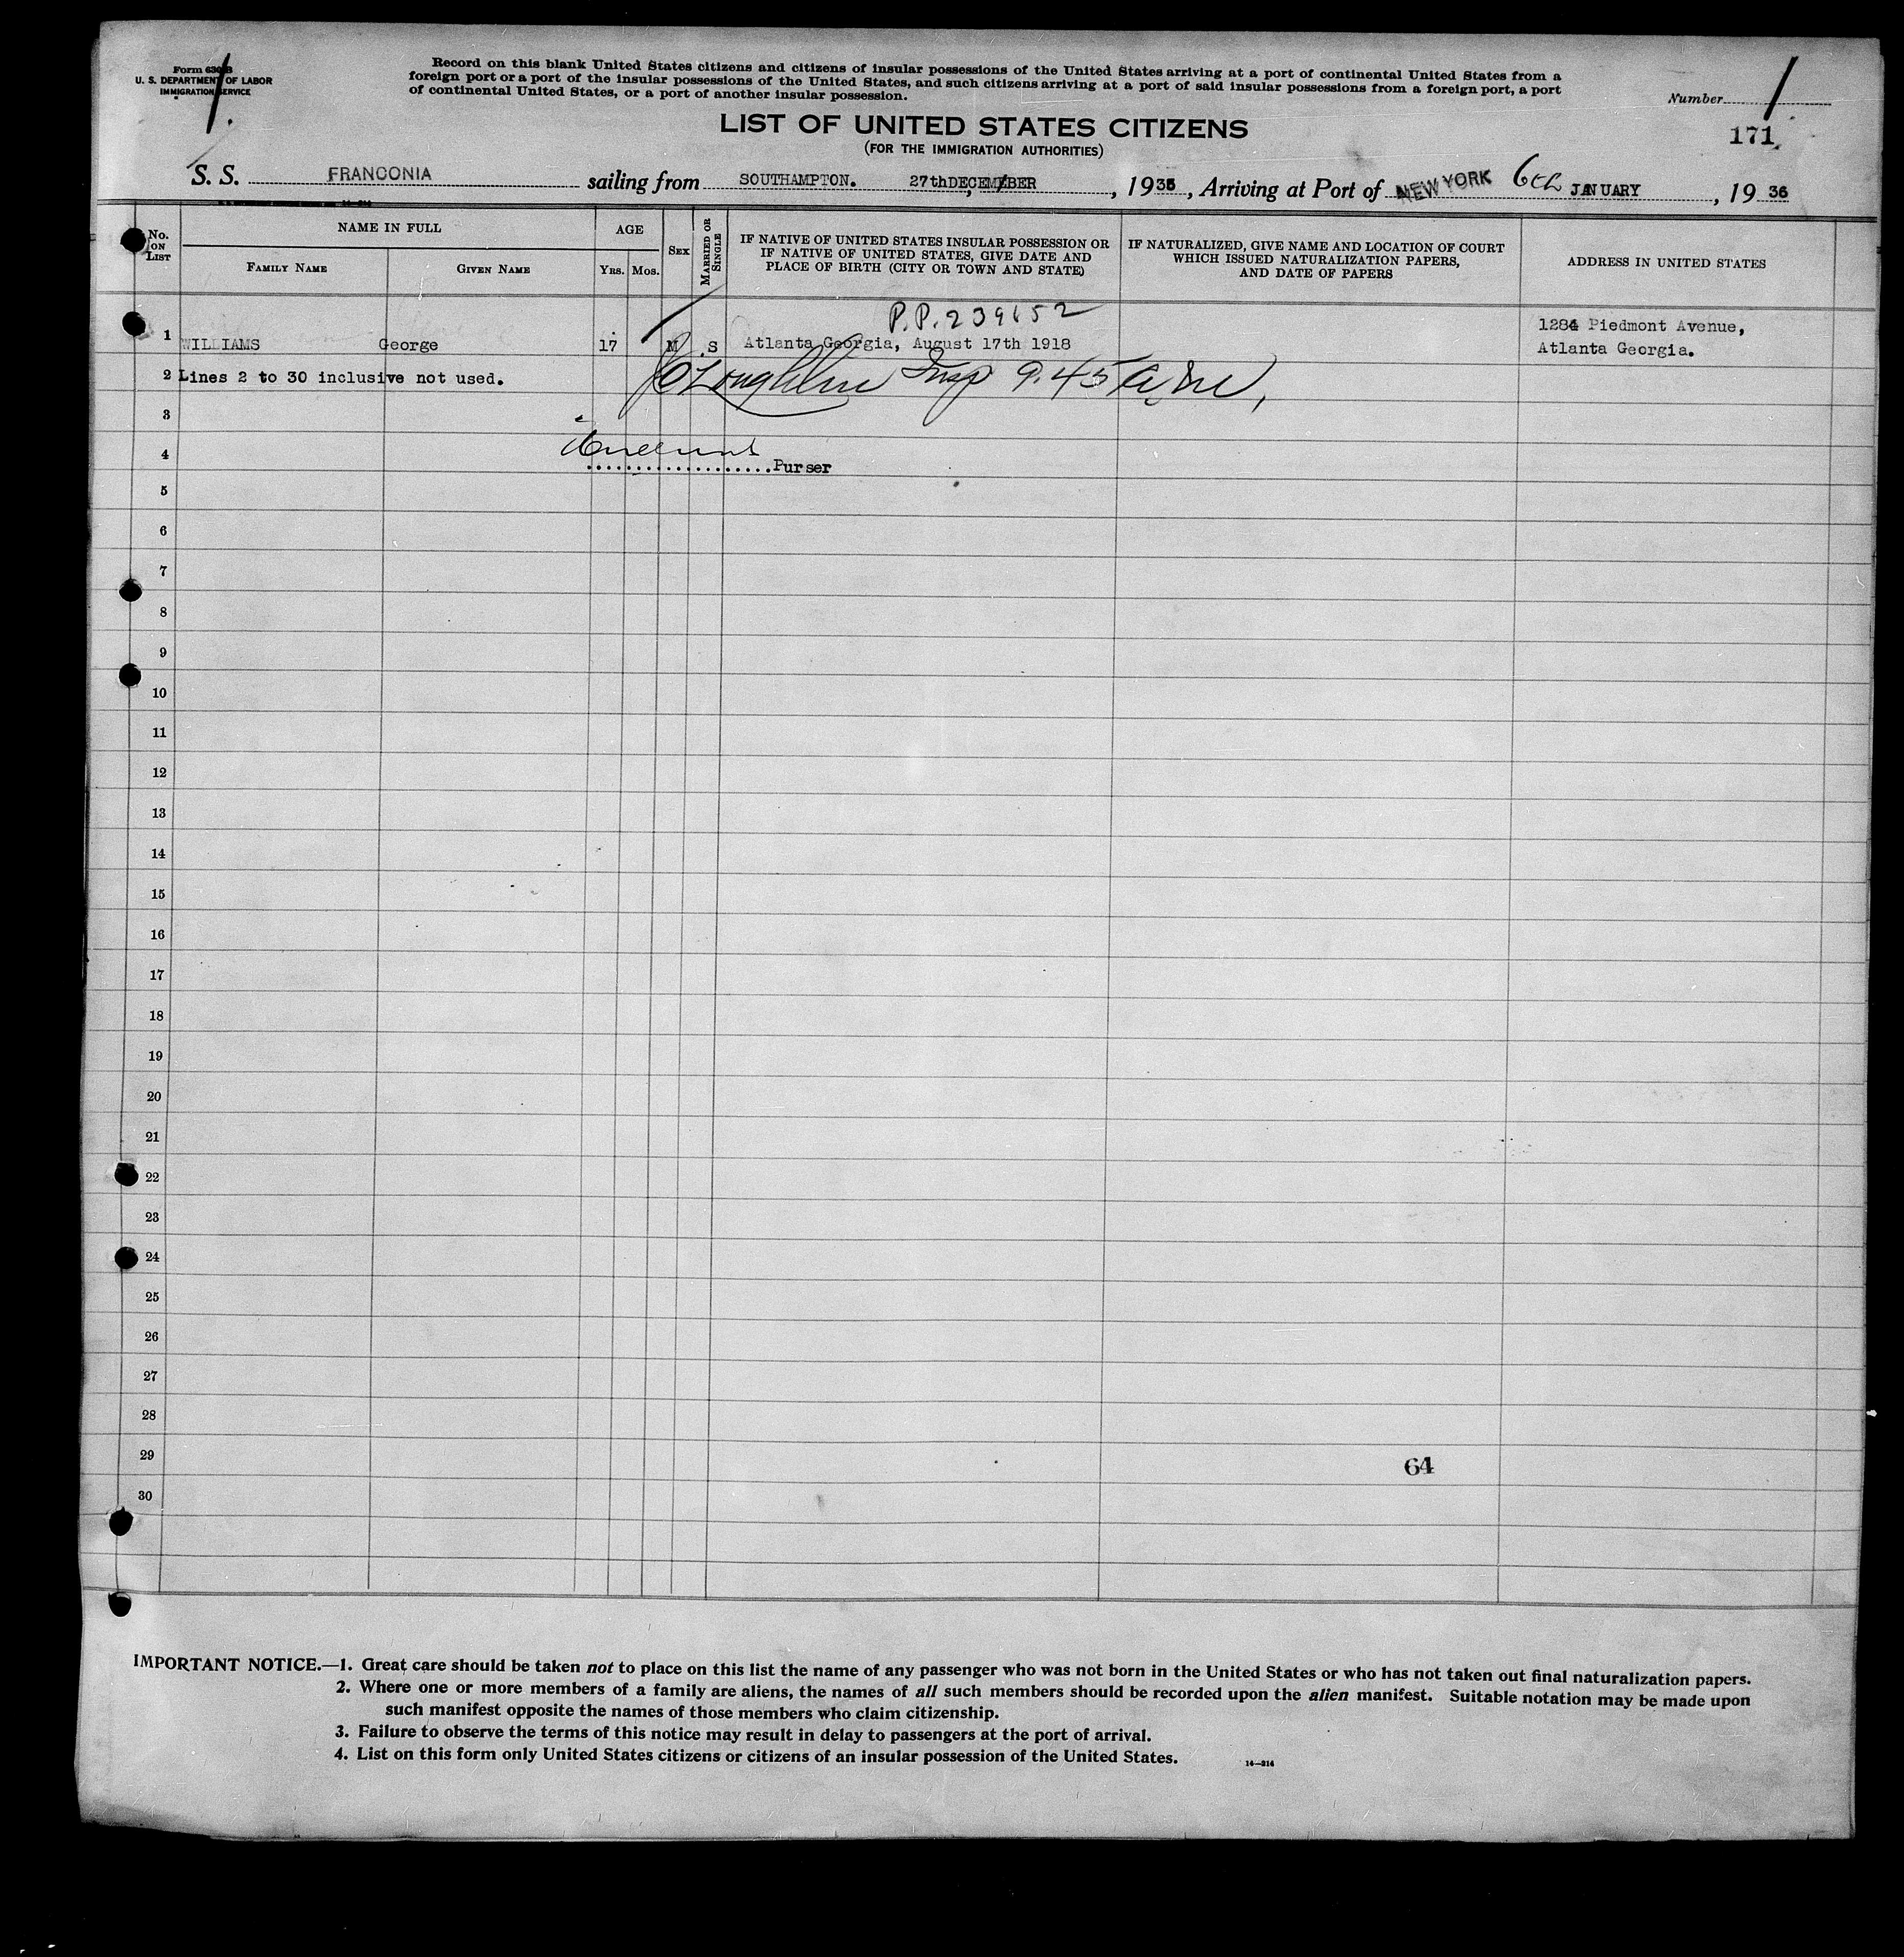 Form 630 B
U. S. DEPARTMENT OF LABOR
IMMIGRATION SERVICE
Record on this blank United States citizens and citizens of insular possessions of the United States arriving at a port of continental United States from a
foreign port or a port of the insular possessions of the United States, and such citizens arriving at a port of said insular possessions from a foreign port, a port
of continental United States, or a port of another insular possession.
Number 1
171
LIST OF UNITED STATES CITIZENS
(FOR THE IMMIGRATION AUTHORITIES)
S. S. FRANCONIA sailing from SOUTHAMPTON. 27th DECEMBER, 1935, Arriving at Port of NEW YORK 6th JANUARY, 1936
No. ON LIST
NAME IN FULL
FAMILY NAME
GIVEN NAME
AGE
YRS. MOS.
SEX
MARRIED OR SINGLE
IF NATIVE OF UNITED STATES INSULAR POSSESSION OR
IF NATIVE OF UNITED STATES, GIVE DATE AND
PLACE OF BIRTH (CITY OR TOWN AND STATE)
IF NATURALIZED, GIVE NAME AND LOCATION OF COURT
WHICH ISSUED NATURALIZATION PAPERS,
AND DATE OF PAPERS
ADDRESS IN UNITED STATES
P.P. 239652
1 WILLIAMS George 17 M S Atlanta Georgia, August 17th 1918 1284 Piedmont Avenue,
Atlanta Georgia.
2 Lines 2 to 30 inclusive not used. Insp 9.45 a.m.
3
4 Purser
5
6
7
8
9
10
11
12
13
14
15
16
17
18
19
20
21
22
23
24
25
26
27
28
29 64
30
IMPORTANT NOTICE.—1. Great care should be taken not to place on this list the name of any passenger who was not born in the United States or who has not taken out final naturalization papers.
2. Where one or more members of a family are aliens, the names of all such members should be recorded upon the alien manifest. Suitable notation may be made upon
such manifest opposite the names of those members who claim citizenship.
3. Failure to observe the terms of this notice may result in delay to passengers at the port of arrival.
4. List on this form only United States citizens or citizens of an insular possession of the United States.
14—214